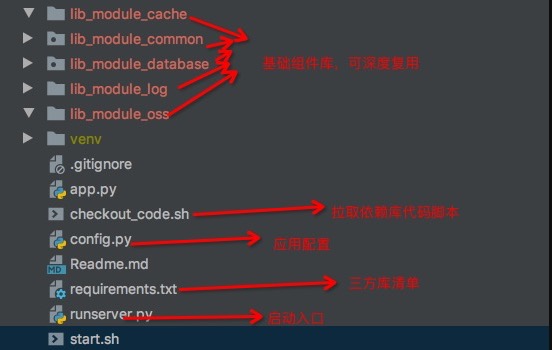 lib_module_cache
lib_module_common
lib_module_database
基础组件库，可深度复用
lib_module_log
lib_module_oss
venv
.gitignore
app.py
checkout_code.sh
拉取依赖库代码脚本
config.py
应用配置
MD
Readme.md
requirements.txt
三方库清单
runserver.py
启动入口
start.sh